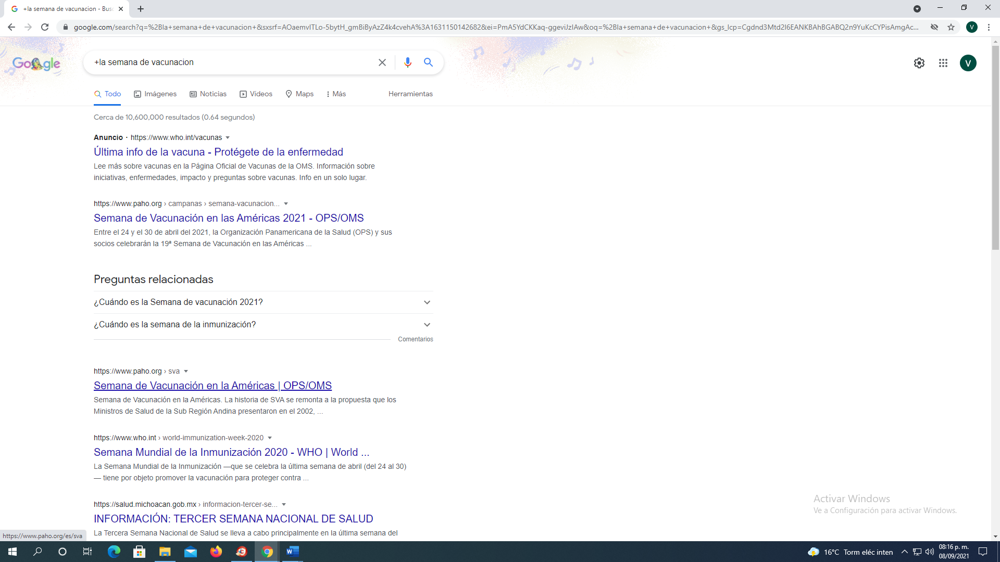 +la semana de vacunacion - Busc
google.com/search?q=%2Bla+semana+de+vacunacion+&sxsrf=AOaemvITLo-5bytH_gmBiByAzZ4k4cvehA%3A1631150142682&ei=PmA5YdCKKaq-ggeviJzIAw&oq=%2Bla+semana+de+vacunacion+&gs_lcp=Cgdnd3Mtd2l6EANKBAhBGABQ2n9YuKcCYPisAmgAc...
V
Google
+la semana de vacunacion
V
Todo
Imágenes
Noticias
Vídeos
Maps
Más
Herramientas
Cerca de 10,600,000 resultados (0.64 segundos)
Anuncio · https://www.who.int/vacunas
Última info de la vacuna - Protégete de la enfermedad
Lee más sobre vacunas en la Página Oficial de Vacunas de la OMS. Información sobre
iniciativas, enfermedades, impacto y preguntas sobre vacunas. Info en un solo lugar.
https://www.paho.org › campanas › semana-vacunacion...
Semana de Vacunación en las Américas 2021 - OPS/OMS
Entre el 24 y el 30 de abril del 2021, la Organización Panamericana de la Salud (OPS) y sus
socios celebrarán la 19ª Semana de Vacunación en las Américas ...
Preguntas relacionadas
¿Cuándo es la Semana de vacunación 2021?
¿Cuándo es la semana de la inmunización?
Comentarios
https://www.paho.org › sva
Semana de Vacunación en la Américas | OPS/OMS
Semana de Vacunación en la Américas. La historia de SVA se remonta a la propuesta que los
Ministros de Salud de la Sub Región Andina presentaron en el 2002, ...
https://www.who.int › world-immunization-week-2020
Semana Mundial de la Inmunización 2020 - WHO | World ...
La Semana Mundial de la Inmunización —que se celebra la última semana de abril (del 24 al 30)
— tiene por objeto promover la vacunación para proteger contra ...
https://salud.michoacan.gob.mx › informacion-tercer-se...
INFORMACIÓN: TERCER SEMANA NACIONAL DE SALUD
La Tercera Semana Nacional de Salud se lleva a cabo principalmente en la última semana del
Activar Windows
Ve a Configuración para activar Windows.
https://www.paho.org/es/sva
16°C Torm eléc inten
08:16 p. m.
08/09/2021